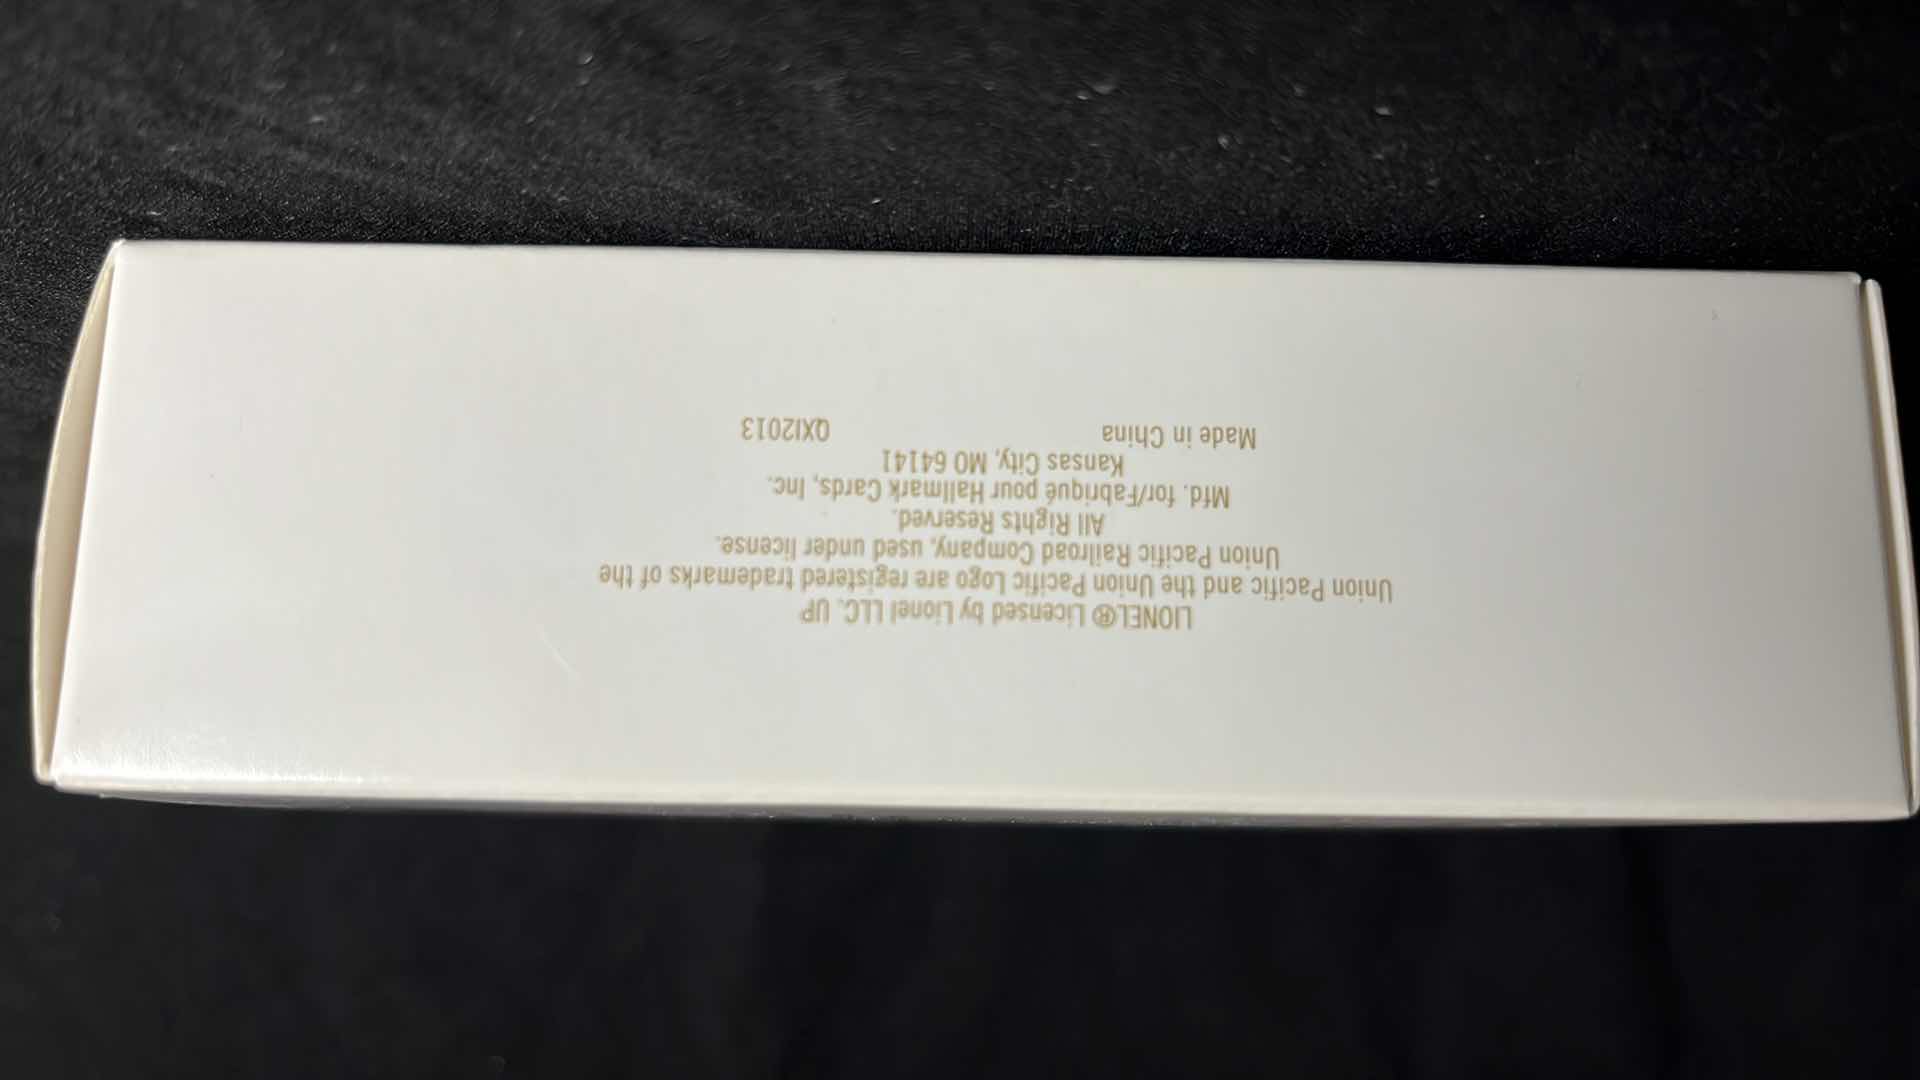 LIONEL® Licensed by Lionel LLC. UP
Union Pacific and the Union Pacific Logo are registered trademarks of the
Union Pacific Railroad Company, used under license.
All Rights Reserved.
Mfd. for/Fabriqué pour Hallmark Cards, Inc.
Kansas City, MO 64141
Made in China QXI2013